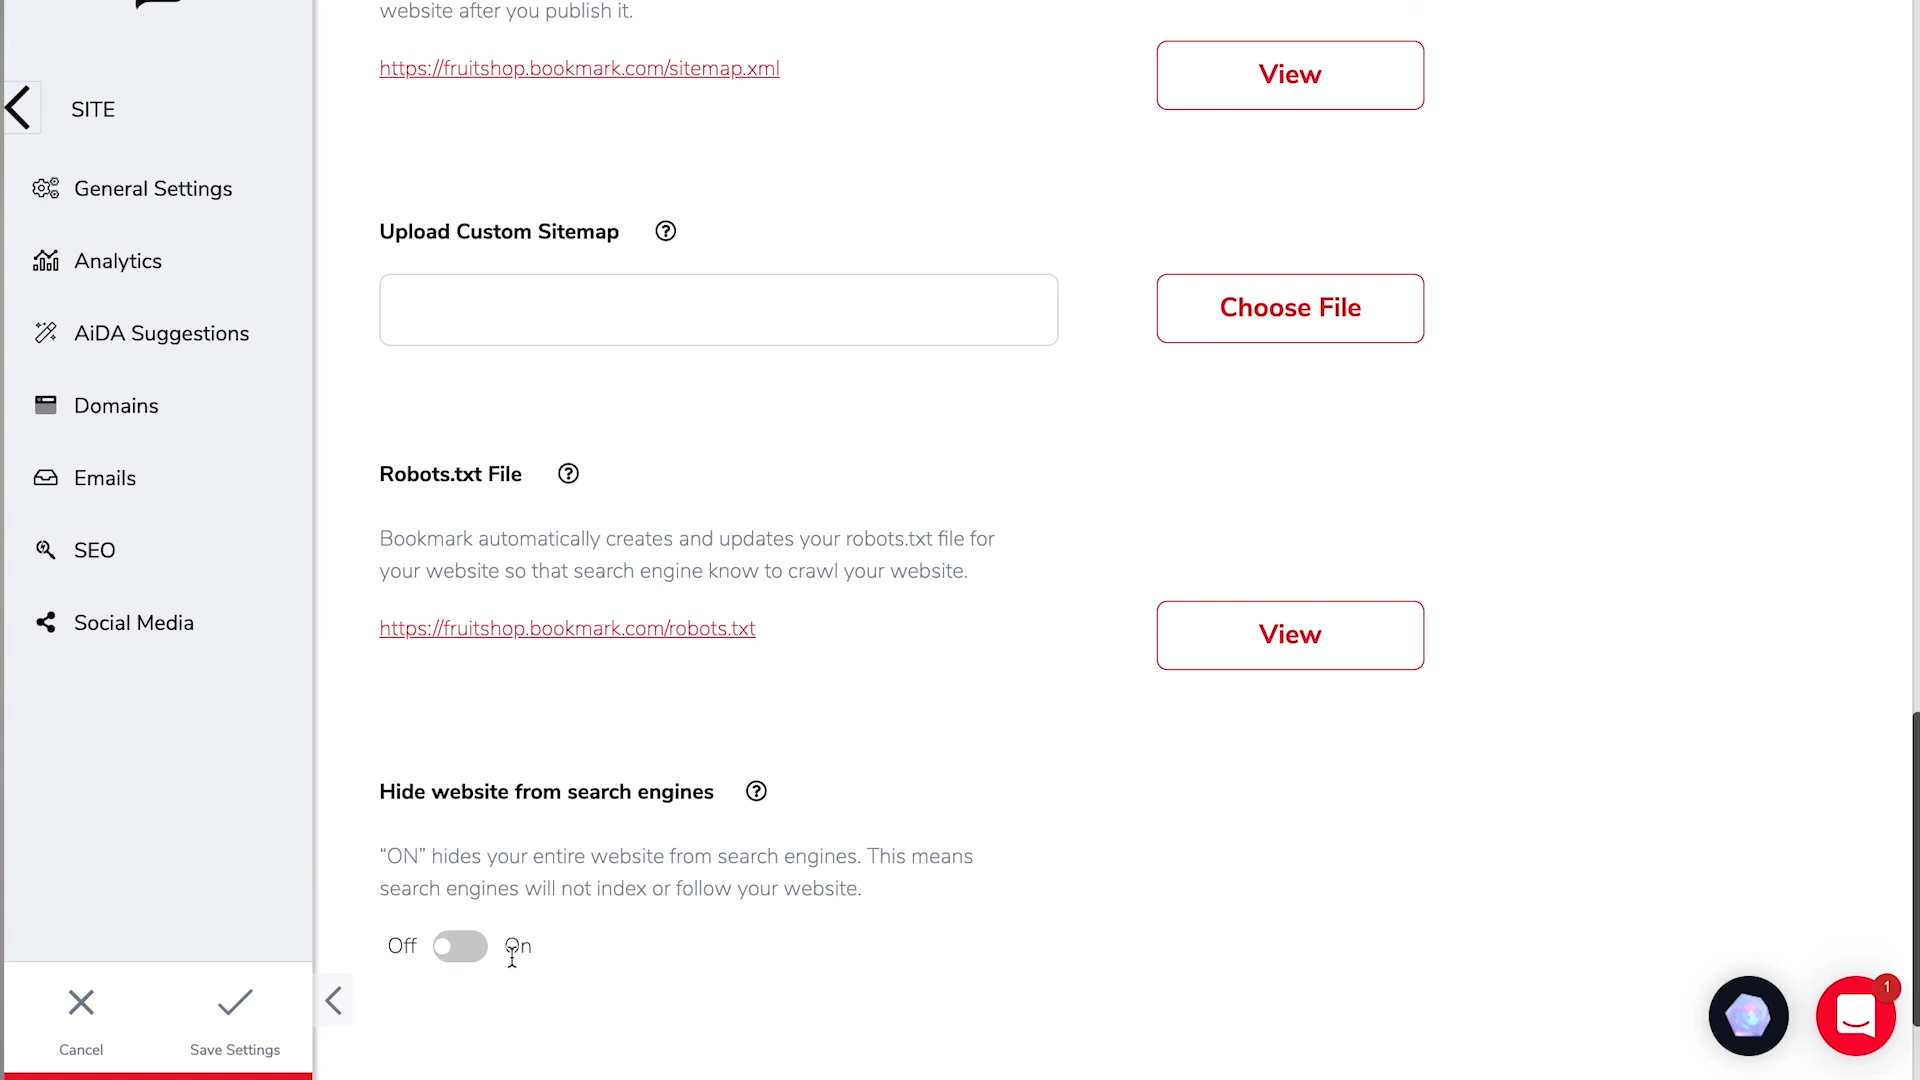 SITE
General Settings
Analytics
AiDA Suggestions
Domains
Emails
SEO
Social Media
Cancel
Save Settings
website after you publish it.
https://fruitshop.bookmark.com/sitemap.xml
View
Upload Custom Sitemap
Choose File
Robots.txt File
Bookmark automatically creates and updates your robots.txt file for
your website so that search engine know to crawl your website.
https://fruitshop.bookmark.com/robots.txt
View
Hide website from search engines
“ON” hides your entire website from search engines. This means
search engines will not index or follow your website.
Off On
1